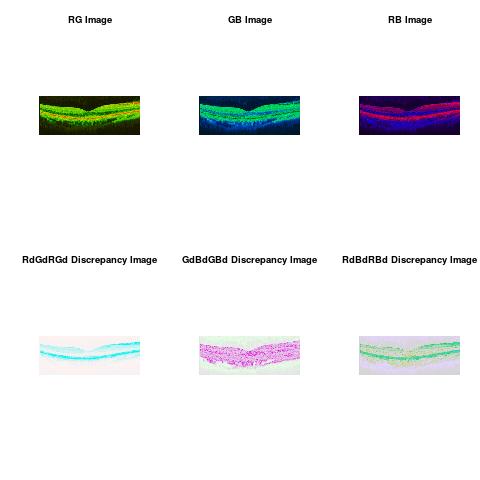 RG Image
GB Image
RB Image
RdGdRGd Discrepancy Image
GdBdGBd Discrepancy Image
RdBdRBd Discrepancy Image